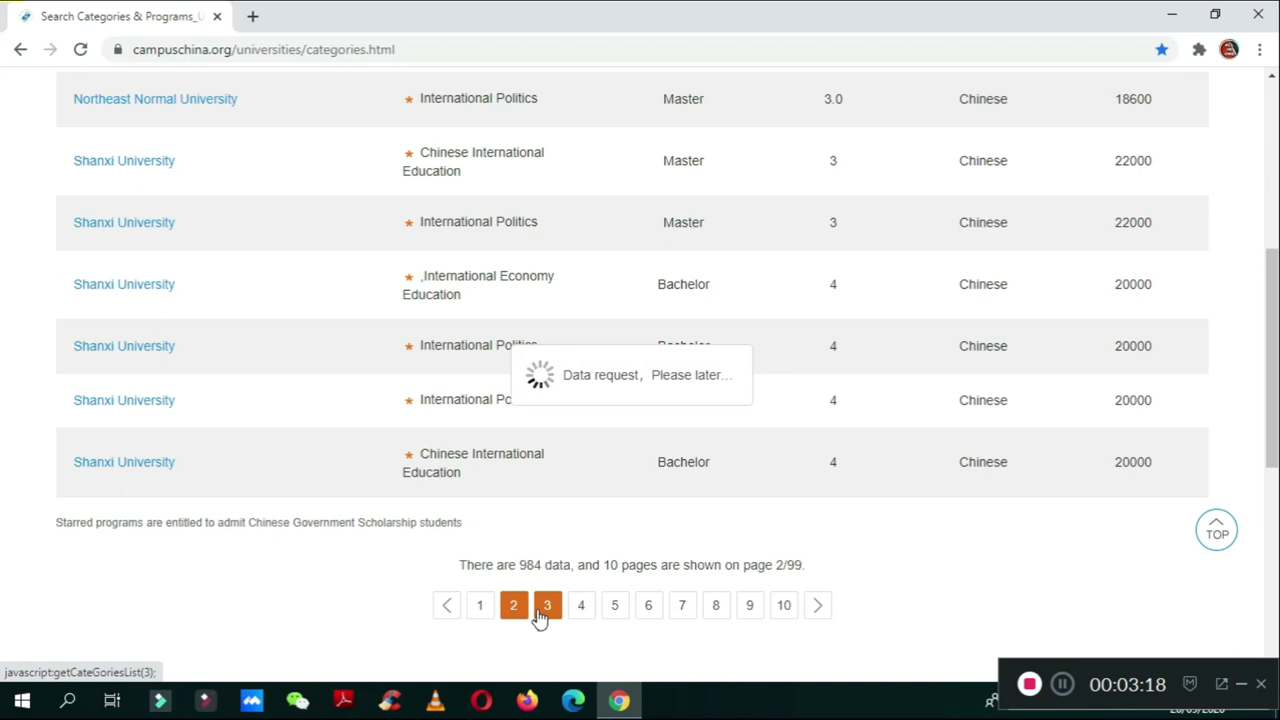 Search Categories & Programs_U
campuschina.org/universities/categories.html
Northeast Normal University ★ International Politics Master 3.0 Chinese 18600
Shanxi University ★ Chinese International Education Master 3 Chinese 22000
Shanxi University ★ International Politics Master 3 Chinese 22000
Shanxi University ★ ,International Economy Education Bachelor 4 Chinese 20000
Shanxi University ★ International 4 Chinese 20000
Data request，Please later...
Shanxi University ★ International 4 Chinese 20000
Shanxi University ★ Chinese International Education Bachelor 4 Chinese 20000
Starred programs are entitled to admit Chinese Government Scholarship students
TOP
There are 984 data, and 10 pages are shown on page 2/99.
1 2 3 4 5 6 7 8 9 10
javascript:getCateGoriesList(3);
00:03:18